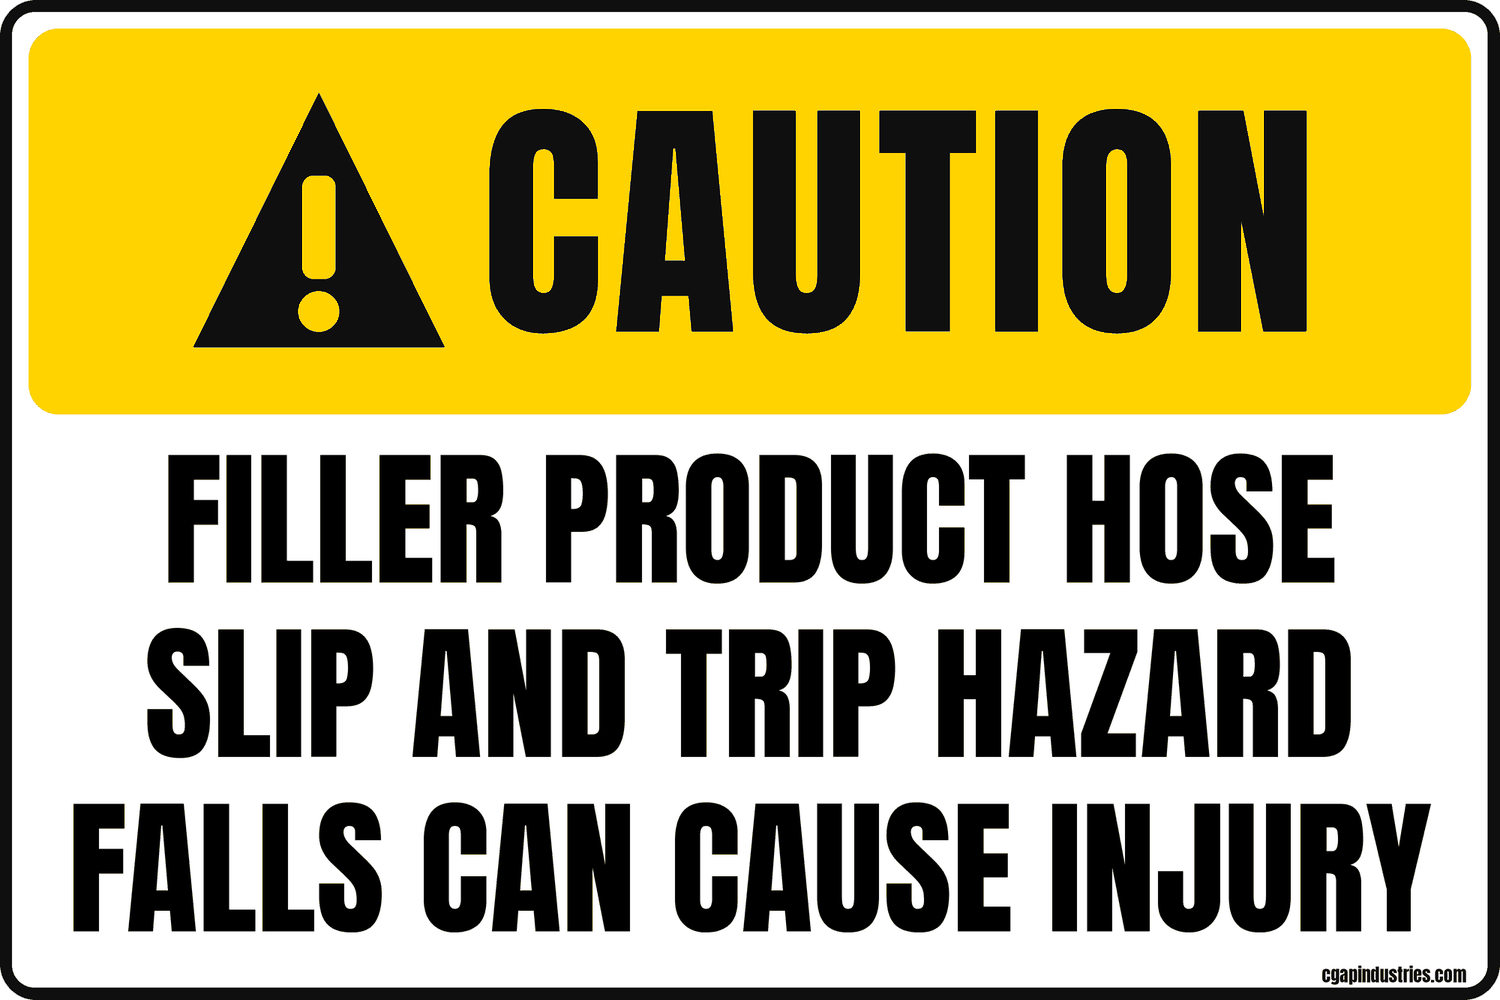 CAUTION
FILLER PRODUCT HOSE
SLIP AND TRIP HAZARD
FALLS CAN CAUSE INJURY
cgapindustries.com